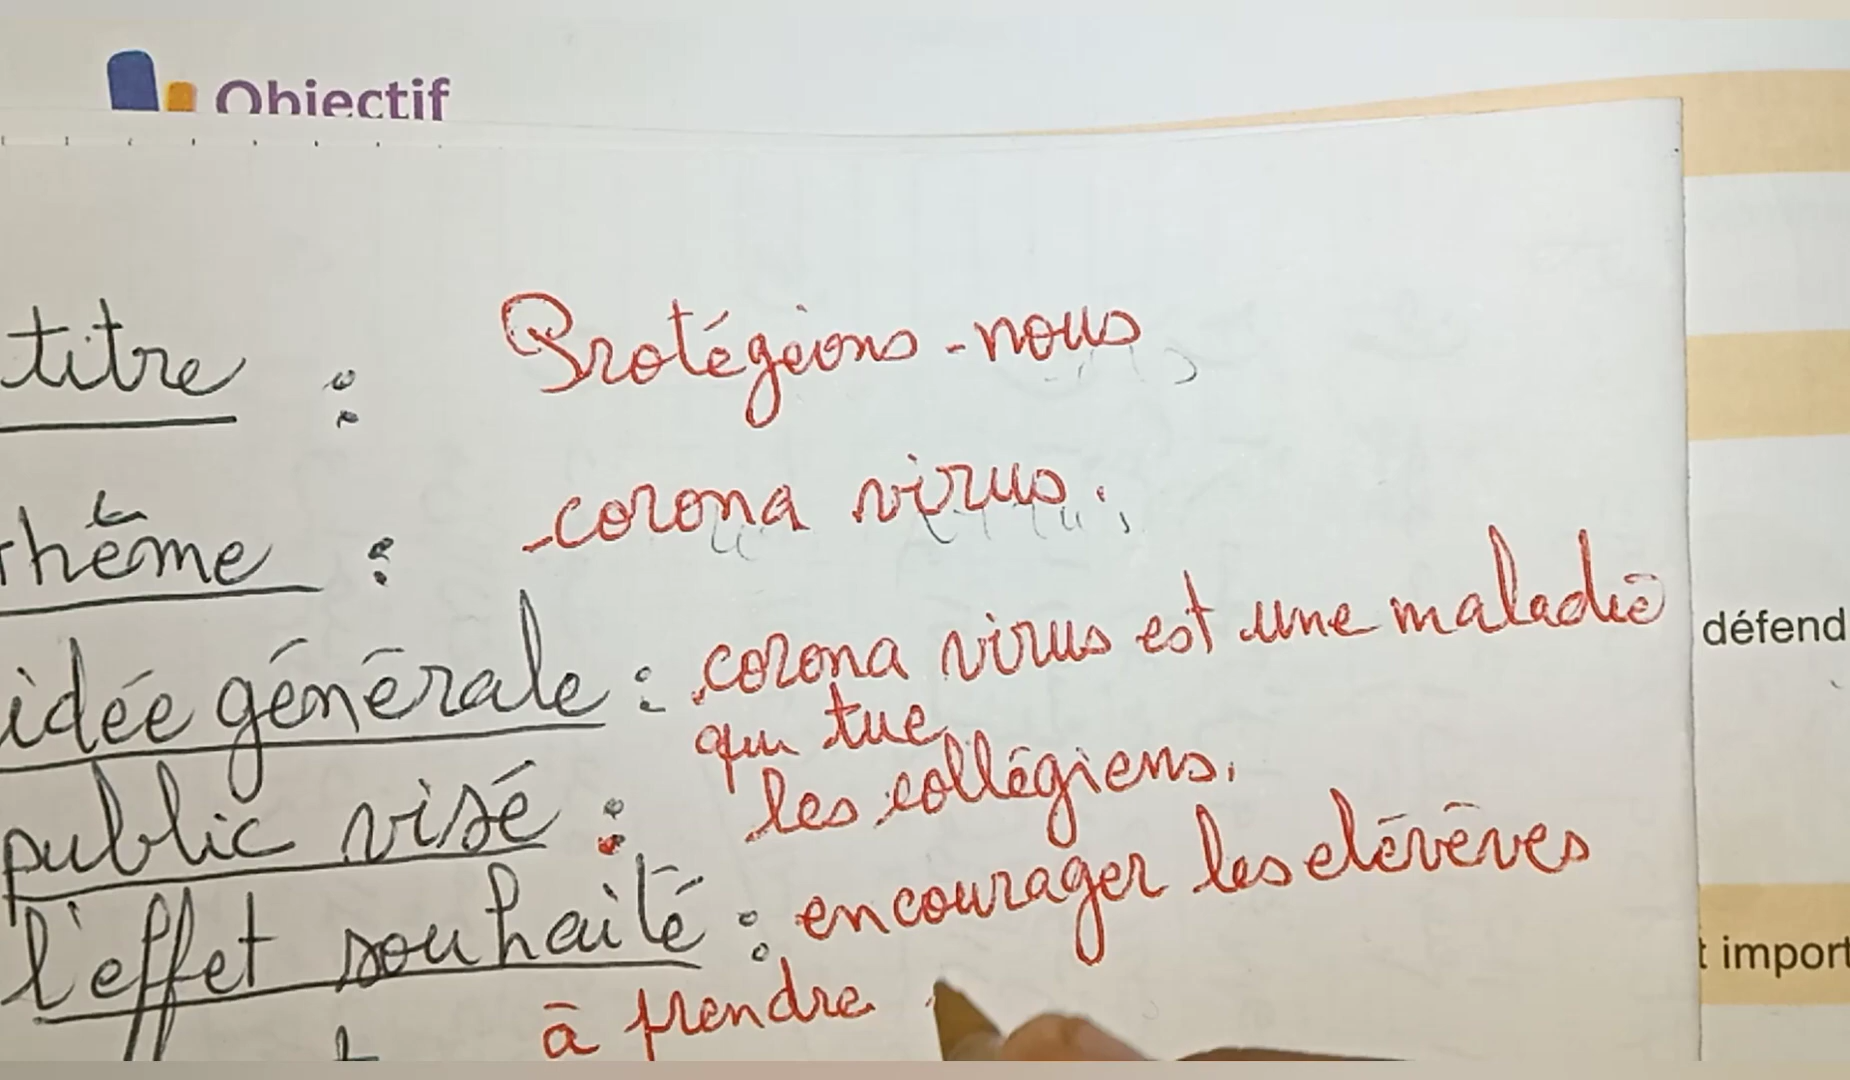 Objectif
titre : Protégeons-nous
thème : -corona virus.
idée générale : corona virus est une maladie
qui tue
public visé : les collégiens.
l'effet souhaité : encourager les elévèves
à prendre
défend
t import